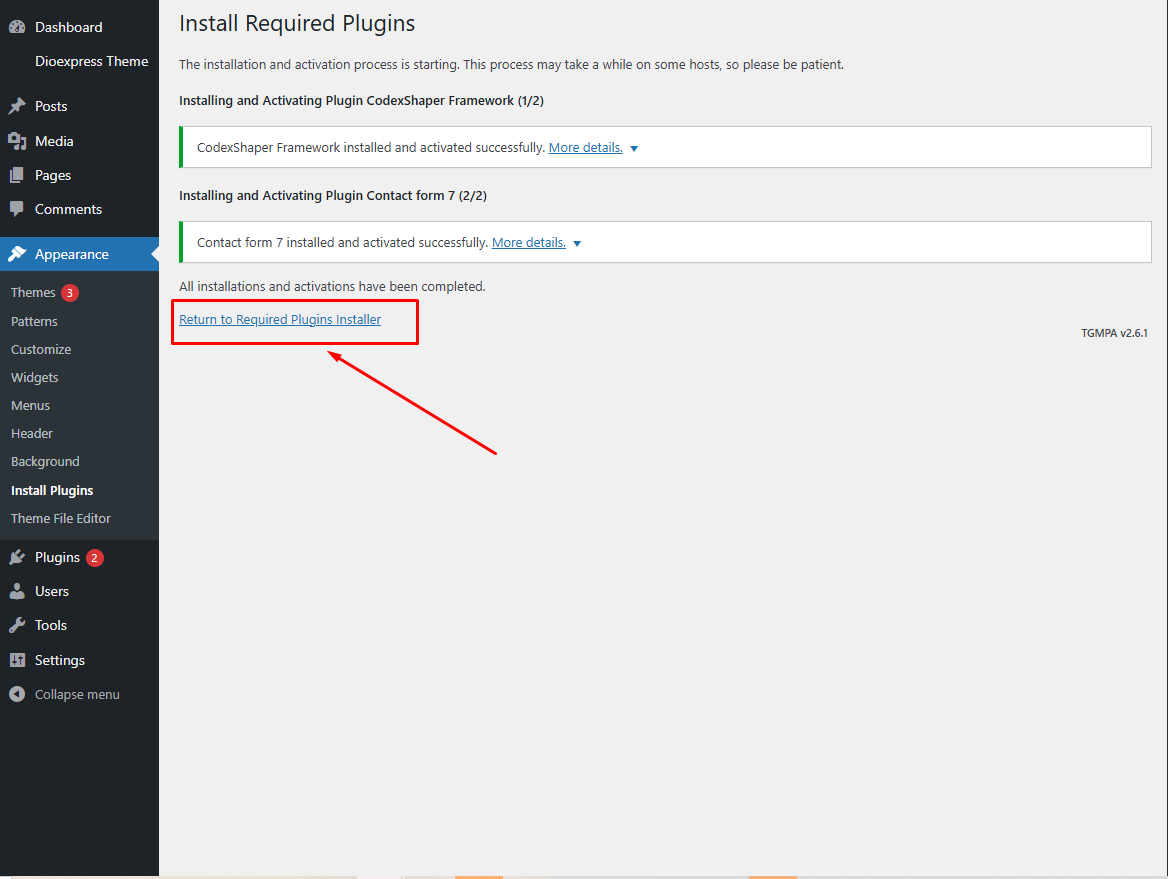 Dashboard
Dioexpress Theme
Posts
Media
Pages
Comments
Appearance
Themes 3
Patterns
Customize
Widgets
Menus
Header
Background
Install Plugins
Theme File Editor
Plugins 2
Users
Tools
Settings
Collapse menu
Install Required Plugins
The installation and activation process is starting. This process may take a while on some hosts, so please be patient.
Installing and Activating Plugin CodexShaper Framework (1/2)
CodexShaper Framework installed and activated successfully. More details.
Installing and Activating Plugin Contact form 7 (2/2)
Contact form 7 installed and activated successfully. More details.
All installations and activations have been completed.
Return to Required Plugins Installer
TGMPA v2.6.1